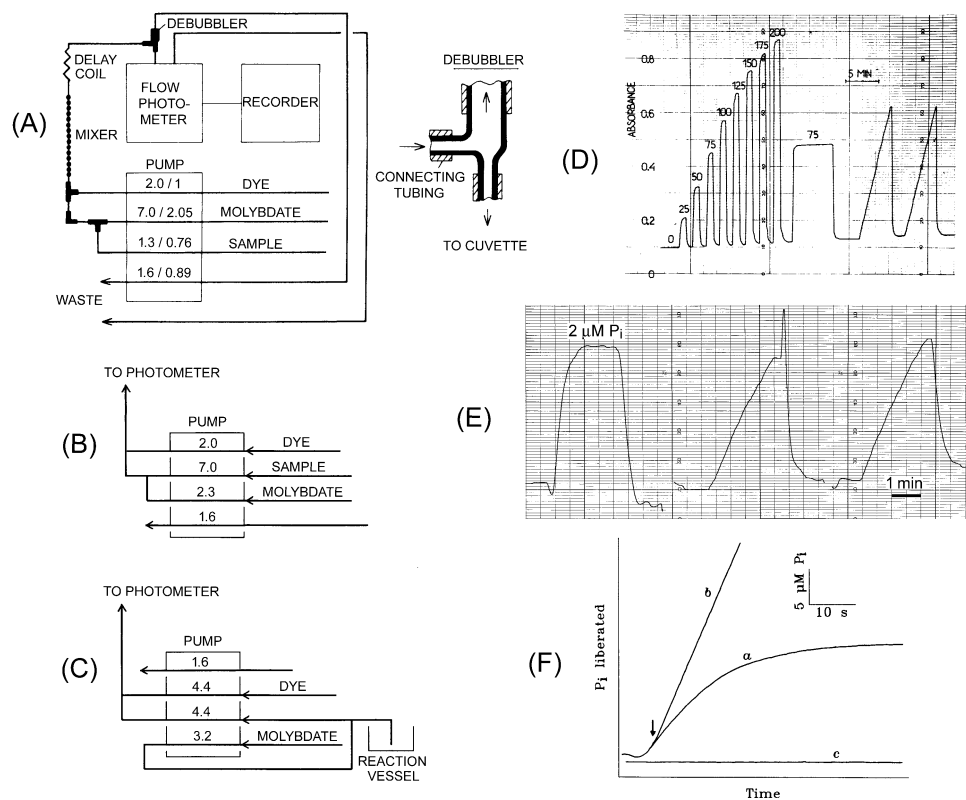 (A)
DEBUBBLER
DELAY
COIL
MIXER
FLOW
PHOTO-
METER
RECORDER
PUMP
2.0 / 1
DYE
7.0 / 2.05
MOLYBDATE
1.3 / 0.76
SAMPLE
1.6 / 0.89
WASTE
DEBUBBLER
CONNECTING
TUBING
TO CUVETTE
(B)
TO PHOTOMETER
PUMP
2.0
DYE
7.0
SAMPLE
2.3
MOLYBDATE
1.6
(C)
TO PHOTOMETER
PUMP
1.6
4.4
DYE
4.4
3.2
MOLYBDATE
REACTION
VESSEL
(D)
ABSORBANCE
0.8
0.6
0.4
0.2
0
0
25
50
75
100
125
150
175
200
75
5 MIN
(E)
2 μM Pi
1 min
(F)
Pi liberated
Time
a
b
c
5 μM Pi
10 s